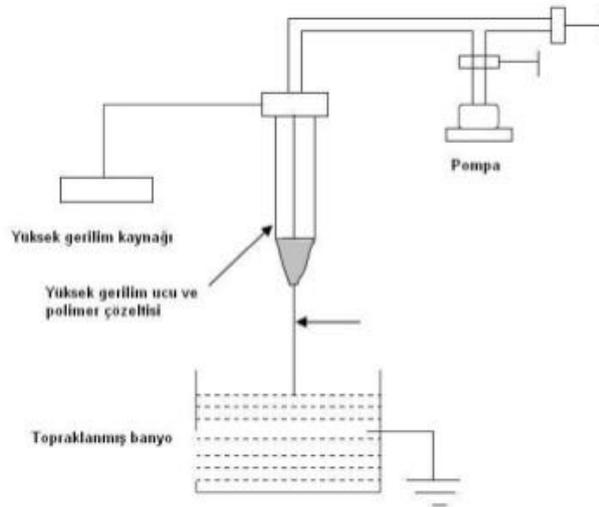 Pompa
Yüksek gerilim kaynağı
Yüksek gerilim ucu ve
polimer çözeltisi
Topraklanmış banyo